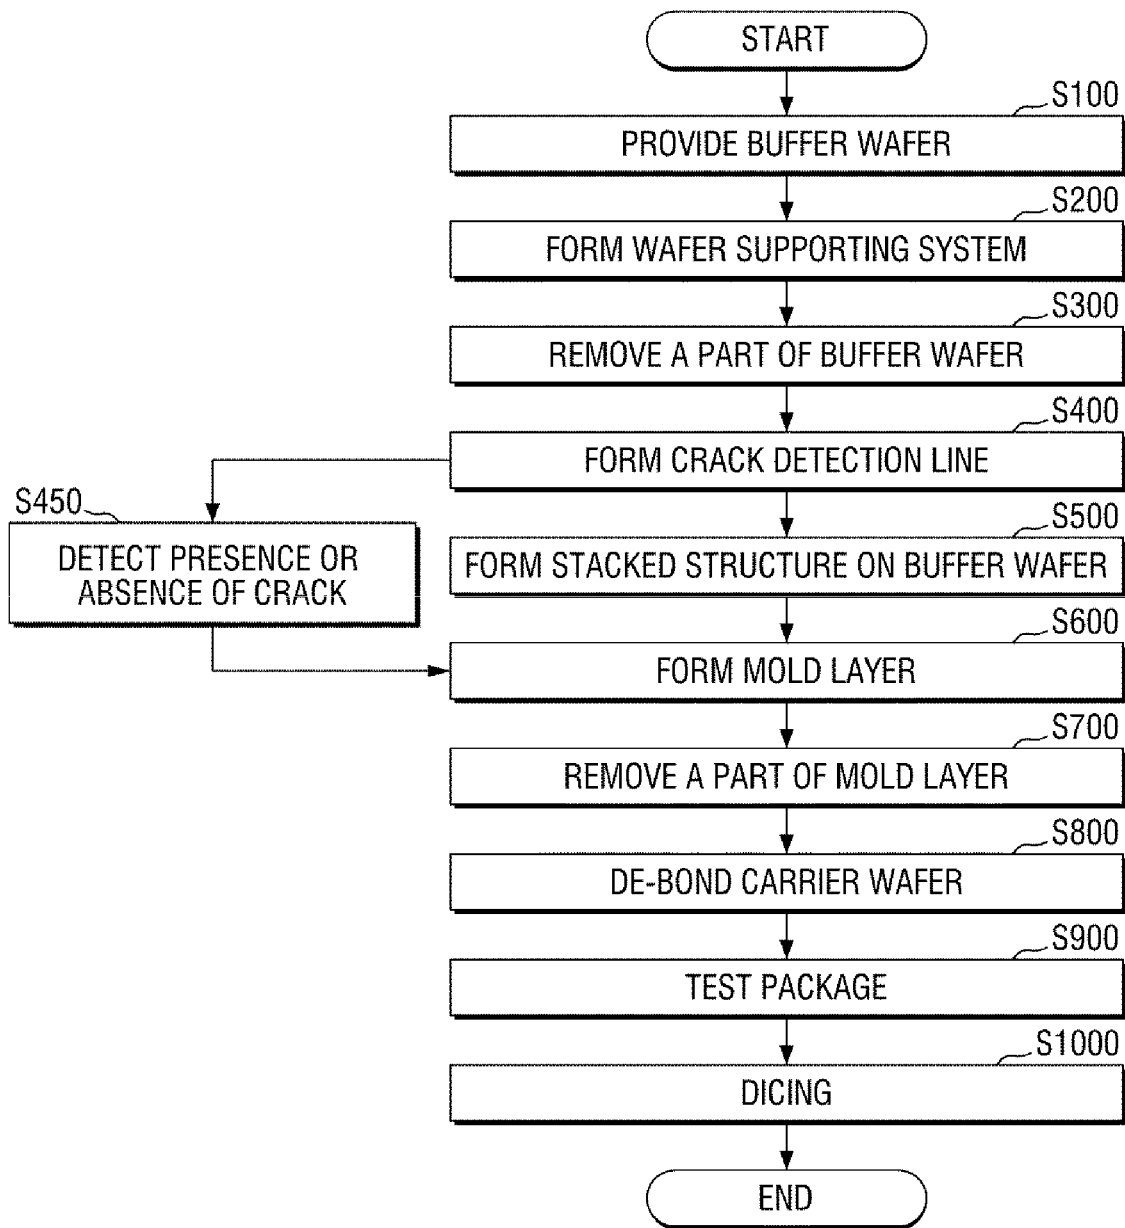 START
S100
PROVIDE BUFFER WAFER
S200
FORM WAFER SUPPORTING SYSTEM
S300
REMOVE A PART OF BUFFER WAFER
S400
FORM CRACK DETECTION LINE
S450
DETECT PRESENCE OR
ABSENCE OF CRACK
S500
FORM STACKED STRUCTURE ON BUFFER WAFER
S600
FORM MOLD LAYER
S700
REMOVE A PART OF MOLD LAYER
S800
DE-BOND CARRIER WAFER
S900
TEST PACKAGE
S1000
DICING
END